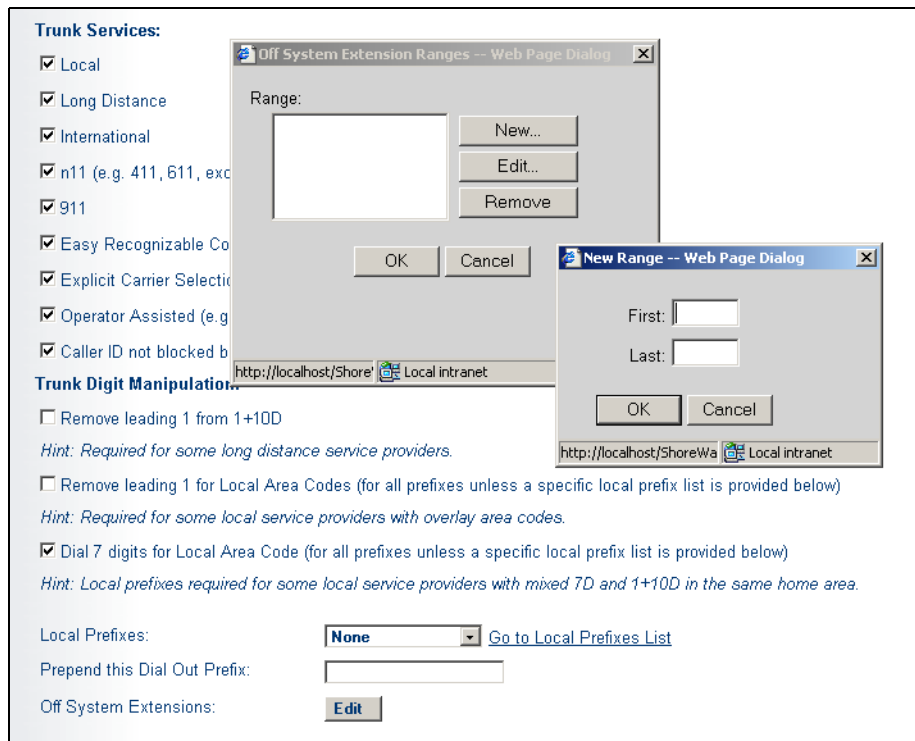 Trunk Services:
Local
Long Distance
International
n11 (e.g. 411, 611, exc
911
Easy Recognizable Co
Explicit Carrier Selectio
Operator Assisted (e.g
Caller ID not blocked b
Off System Extension Ranges -- Web Page Dialog
Range:
New...
Edit...
Remove
OK Cancel
http://localhost/Shore' Local intranet
New Range -- Web Page Dialog
First:
Last:
OK Cancel
http://localhost/ShoreWa Local intranet
Trunk Digit Manipulation:
Remove leading 1 from 1+10D
Hint: Required for some long distance service providers.
Remove leading 1 for Local Area Codes (for all prefixes unless a specific local prefix list is provided below)
Hint: Required for some local service providers with overlay area codes.
Dial 7 digits for Local Area Code (for all prefixes unless a specific local prefix list is provided below)
Hint: Local prefixes required for some local service providers with mixed 7D and 1+10D in the same home area.
Local Prefixes: None Go to Local Prefixes List
Prepend this Dial Out Prefix:
Off System Extensions: Edit